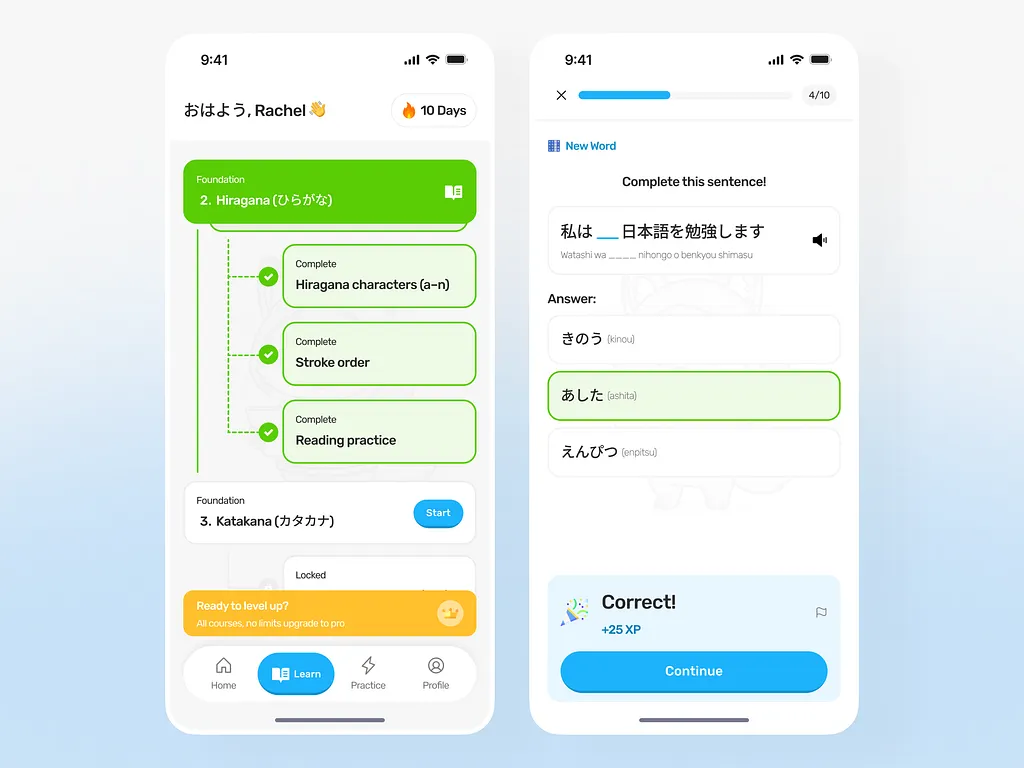 9:41
おはよう, Rachel 👋
🔥 10 Days
Foundation
2. Hiragana (ひらがな)
Complete
Hiragana characters (a–n)
Complete
Stroke order
Complete
Reading practice
Foundation
3. Katakana (カタカナ)
Start
Locked
Ready to level up?
All courses, no limits upgrade to pro
Home
Learn
Practice
Profile
9:41
4/10
New Word
Complete this sentence!
私は ___ 日本語を勉強します
Watashi wa ____ nihongo o benkyou shimasu
Answer:
きのう (kinou)
あした (ashita)
えんぴつ (enpitsu)
Correct!
+25 XP
Continue